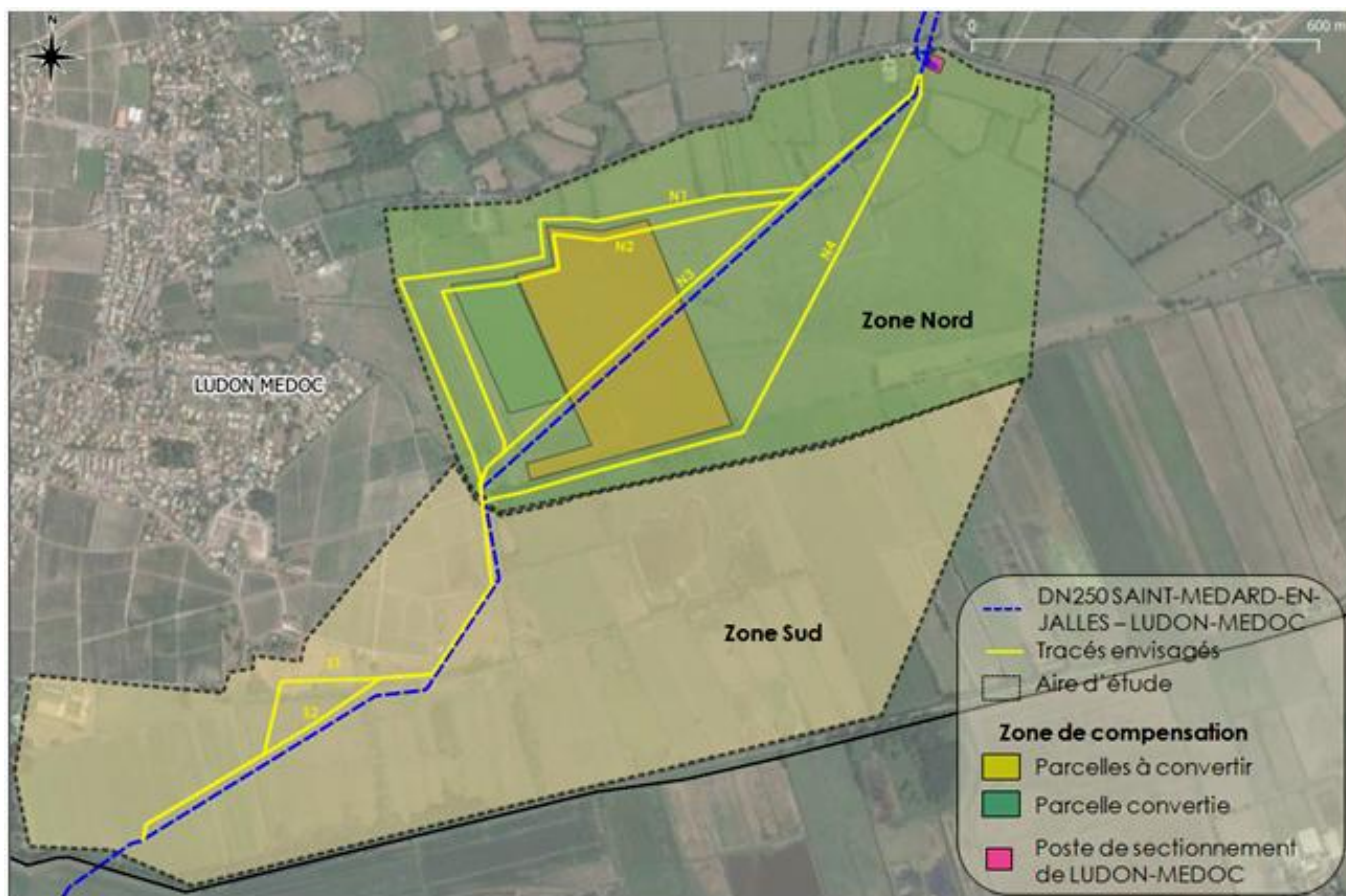 N
0 600 m
N1
N2
N3
N4
Zone Nord
LUDON MEDOC
Zone Sud
S1
S2
DN250 SAINT-MEDARD-EN-
JALLES – LUDON-MEDOC
Tracés envisagés
Aire d'étude
Zone de compensation
Parcelles à convertir
Parcelle convertie
Poste de sectionnement
de LUDON-MEDOC